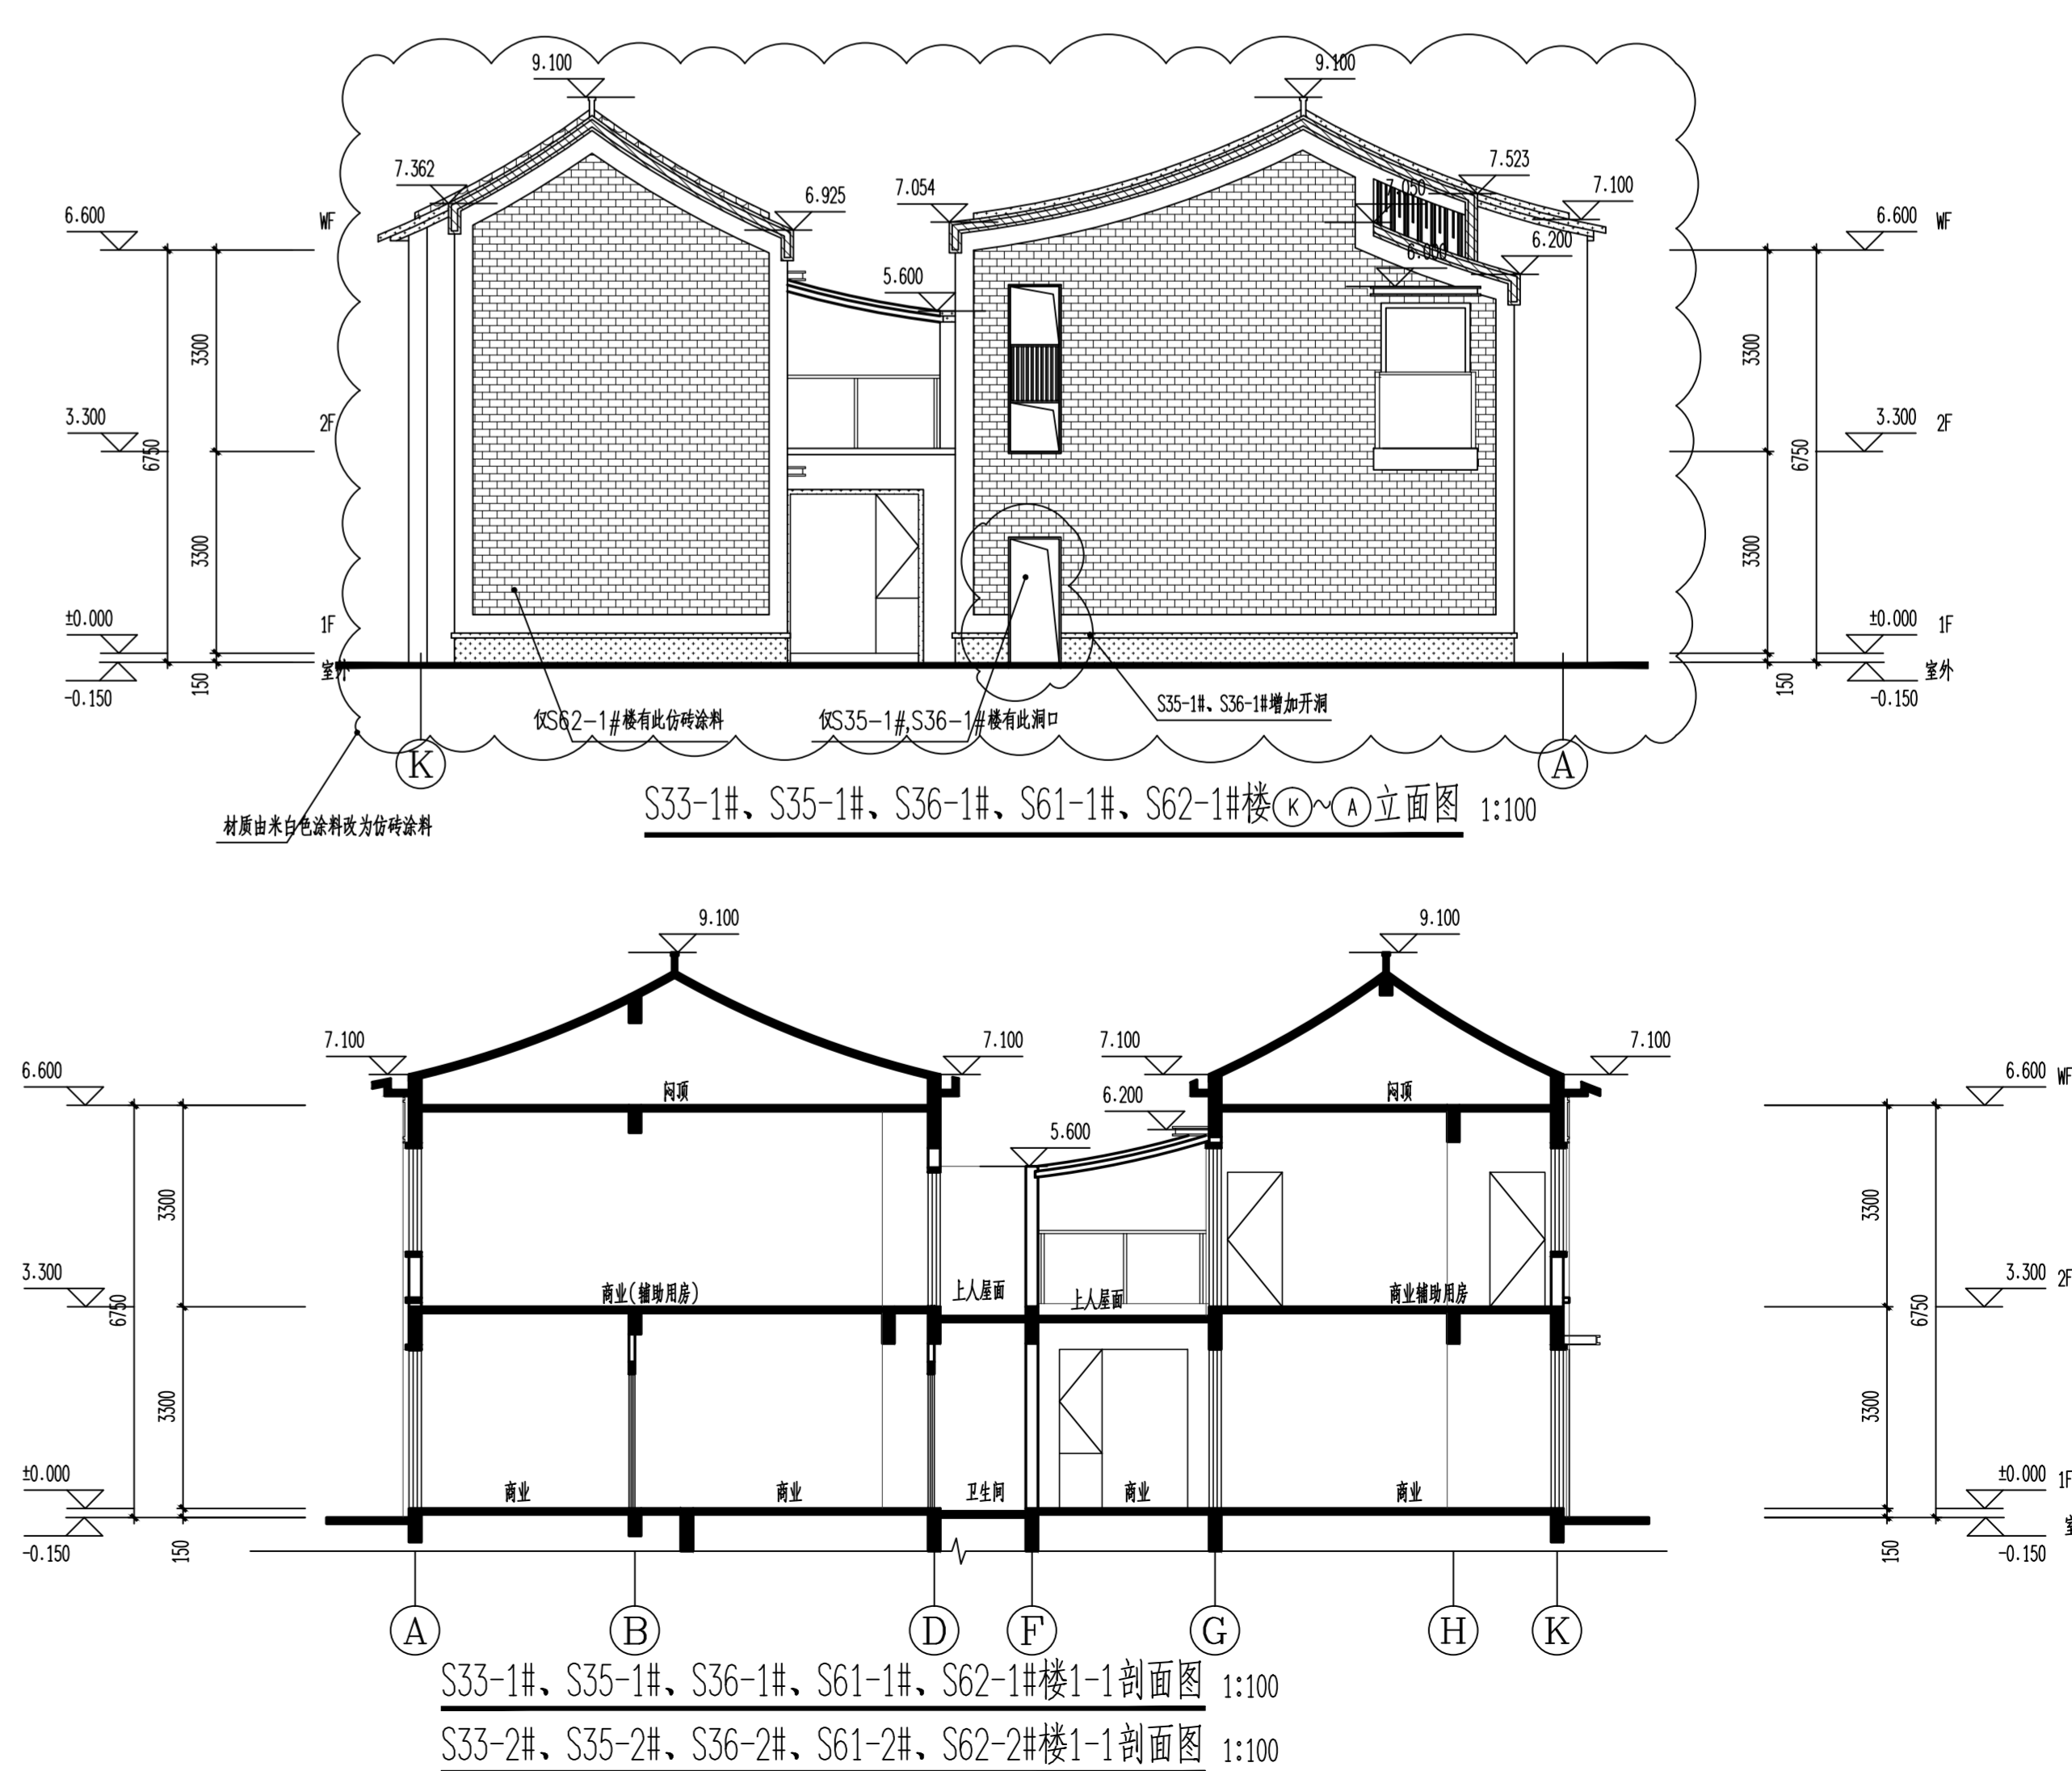 9.100
9.100
7.362
7.523
6.925
7.054
7.050
7.100
6.600
WF
6.600
WF
6.200
6.000
5.600
3300
3300
3.300
2F
3.300
2F
6750
6750
3300
3300
±0.000
1F
±0.000
1F
室外
室外
-0.150
150
150
-0.150
仅S62-1#楼有此仿砖涂料
仅S35-1#,S36-1#楼有此洞口
S35-1#、S36-1#增加开洞
K
A
材质由米白色涂料改为仿砖涂料
S33-1#、S35-1#、S36-1#、S61-1#、S62-1#楼K~A立面图 1:100
9.100
9.100
7.100
7.100
7.100
7.100
6.600
6.600
WF
闷顶
闷顶
6.200
5.600
3300
3300
3.300
3.300
2F
商业(辅助用房)
上人屋面
上人屋面
商业辅助用房
6750
6750
3300
3300
±0.000
±0.000
1F
商业
商业
卫生间
商业
商业
-0.150
150
150
-0.150
A
B
D
F
G
H
K
S33-1#、S35-1#、S36-1#、S61-1#、S62-1#楼1-1剖面图 1:100
S33-2#、S35-2#、S36-2#、S61-2#、S62-2#楼1-1剖面图 1:100